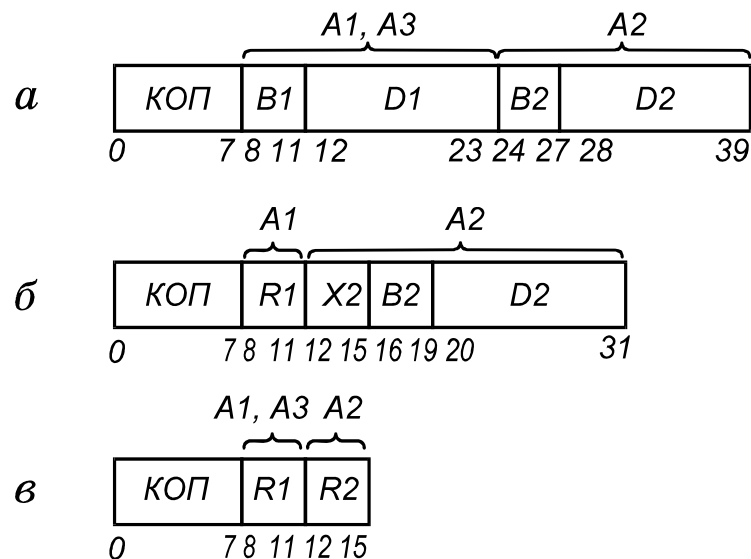 A1, A3 A2
а КОП B1 D1 B2 D2
0 7 8 11 12 23 24 27 28 39
A1 A2
б КОП R1 X2 B2 D2
0 7 8 11 12 15 16 19 20 31
A1, A3 A2
в КОП R1 R2
0 7 8 11 12 15